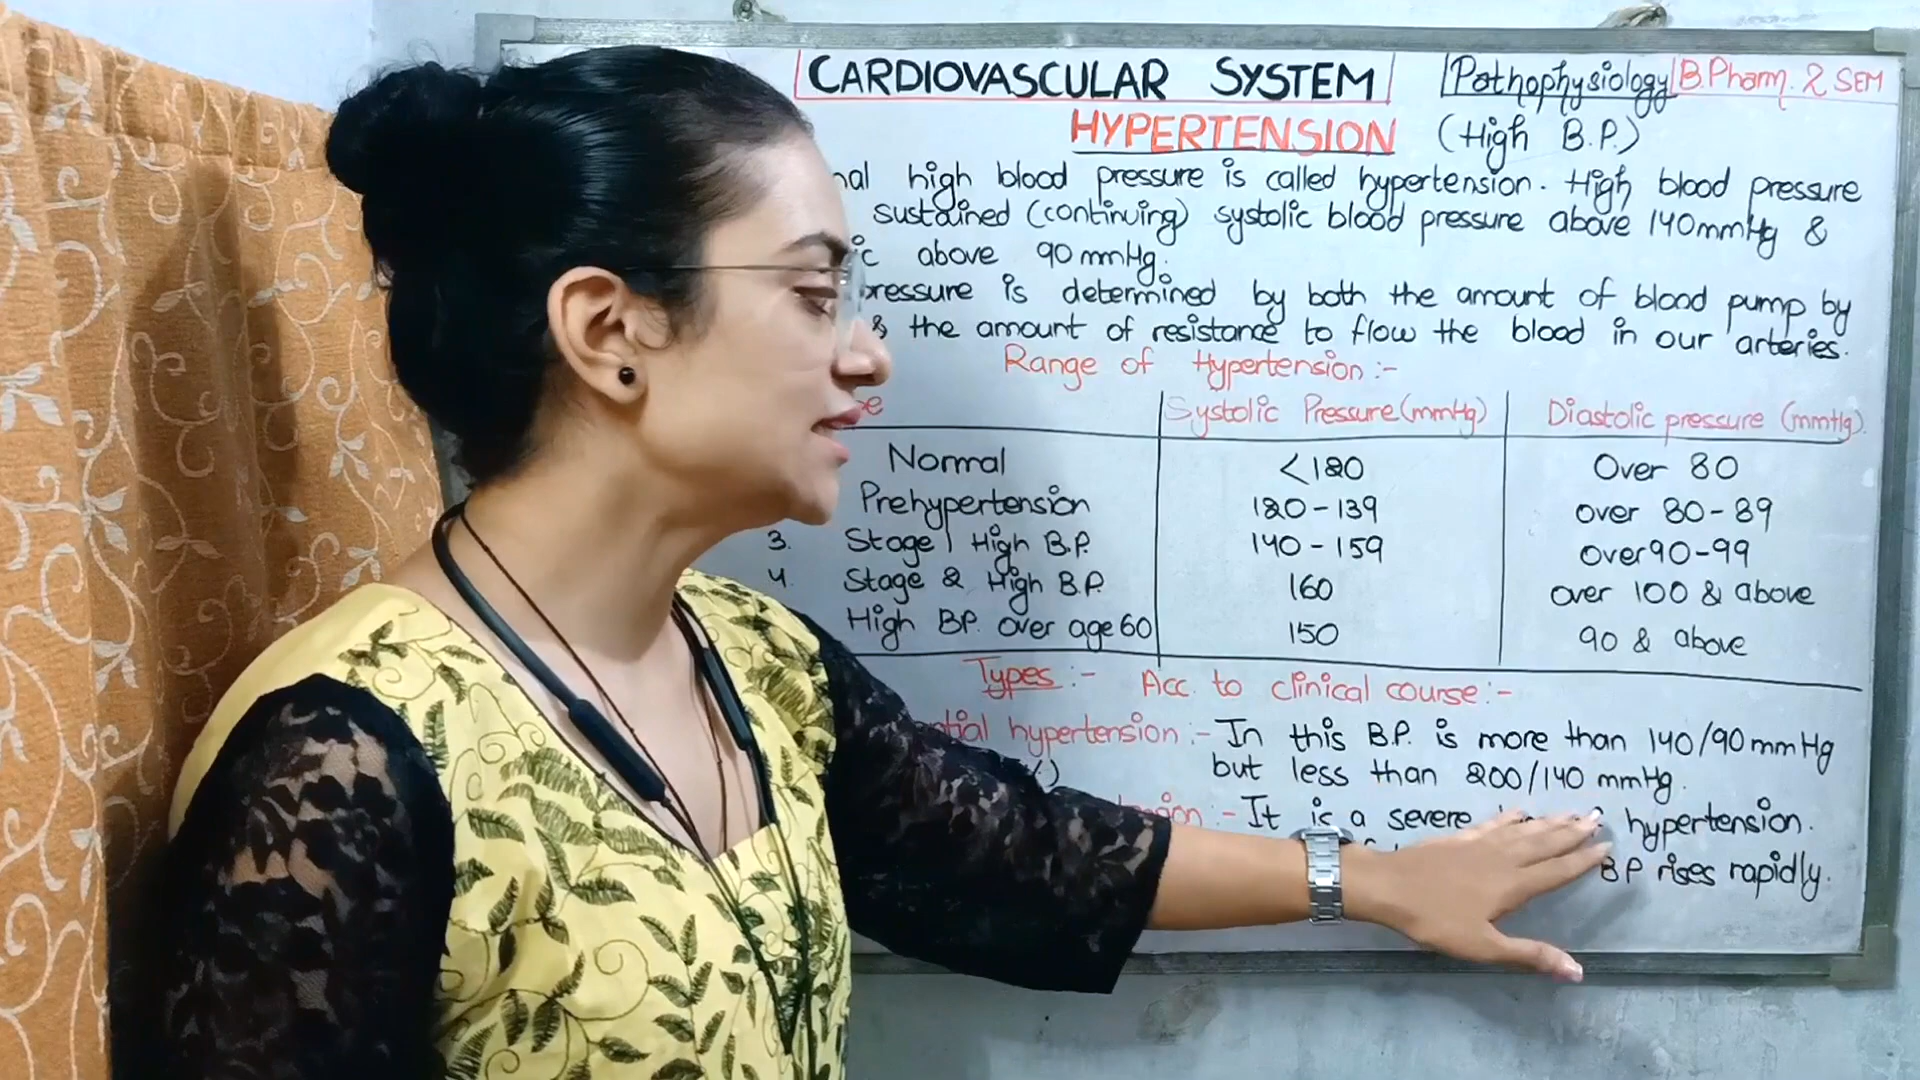 CARDIOVASCULAR SYSTEM Pathophysiology B.Pharm. 2 SEM
HYPERTENSION (High B.P.)
high blood pressure is called hypertension. High blood pressure
sustained (continuing) systolic blood pressure above 140mmHg &
above 90mmHg.
pressure is determined by both the amount of blood pump by
& the amount of resistance to flow the blood in our arteries.
Range of Hypertension :-
Systolic Pressure (mmHg) Diastolic pressure (mmHg)
Normal <120 Over 80
Prehypertension 120-139 over 80-89
3. Stage 1 High B.P. 140-159 over 90-99
4. Stage 2 High B.P. 160 over 100 & above
High BP. over age 60 150 90 & above
Types :- Acc. to clinical course :-
hypertension :- In this B.P. is more than 140/90mmHg
but less than 200/140 mmHg.
:- It is a severe hypertension.
BP rises rapidly.